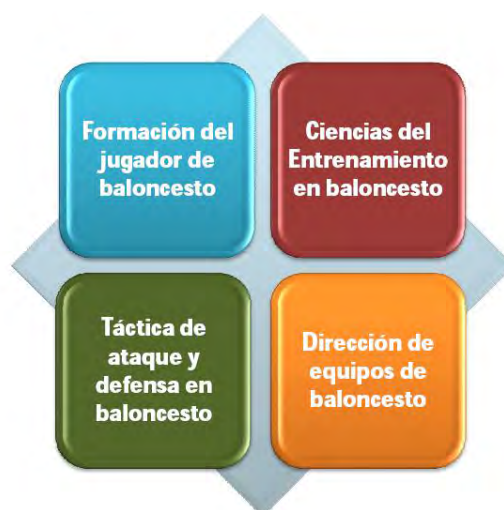 Formación del
jugador de
baloncesto
Ciencias del
Entrenamiento
en baloncesto
Táctica de
ataque y
defensa en
baloncesto
Dirección de
equipos de
baloncesto